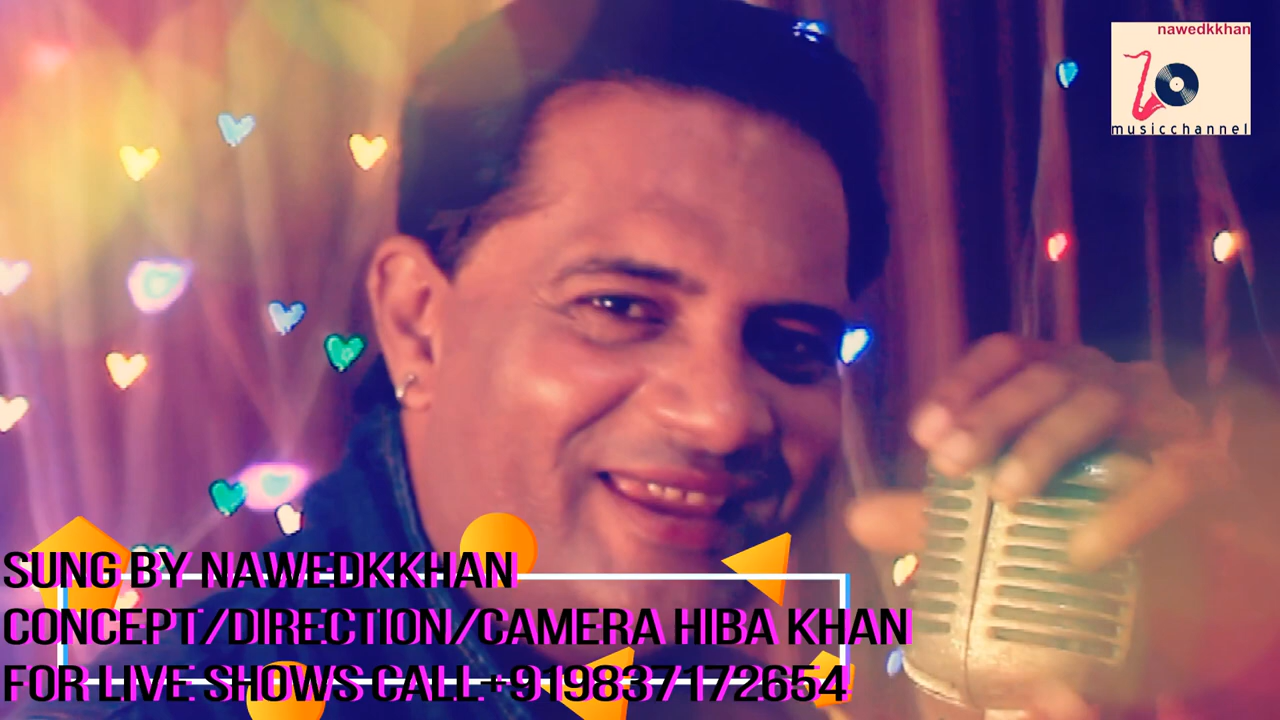 nawedkkhan
musicchannel
SUNG BY NAWEDKKHAN
CONCEPT/DIRECTION/CAMERA HIBA KHAN
FOR LIVE SHOWS CALL+919837172654